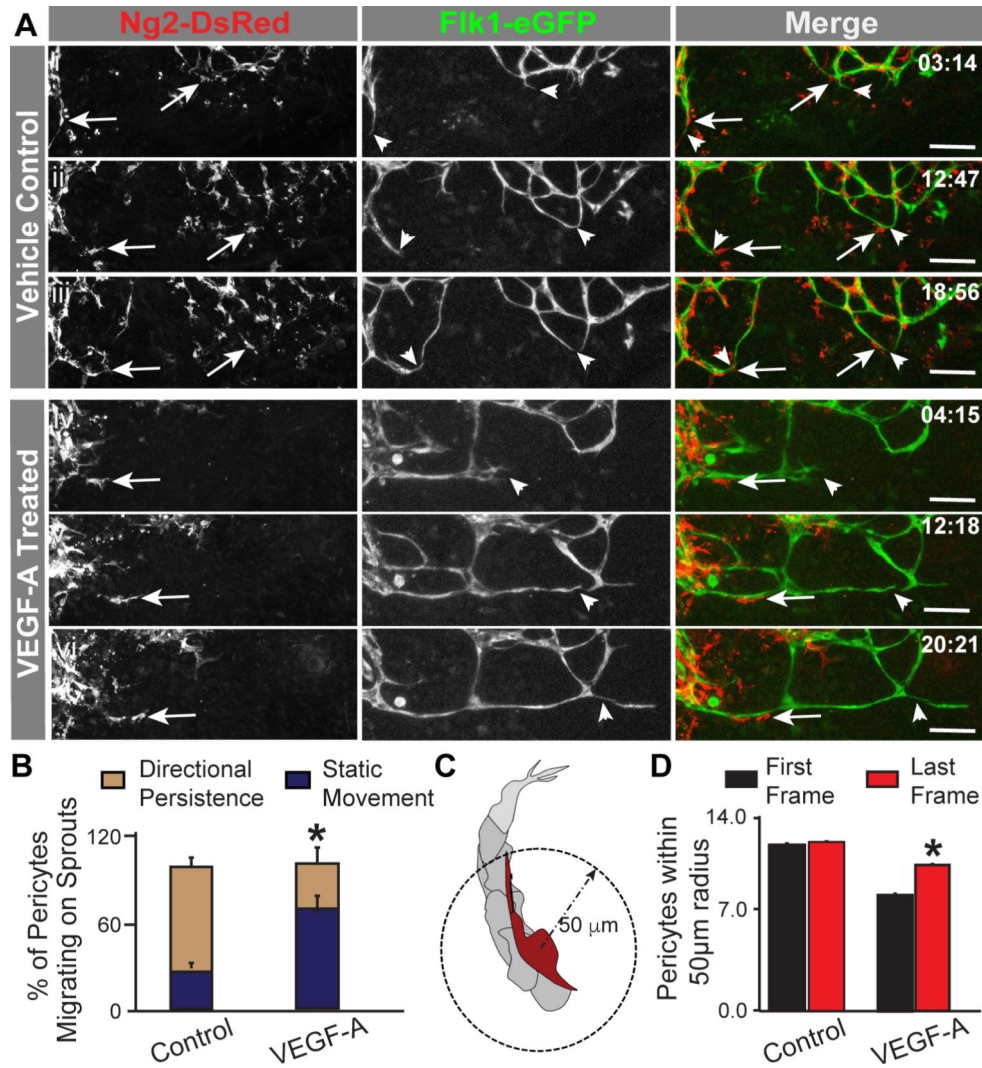 A
Ng2-DsRed
Flk1-eGFP
Merge
Vehicle Control
i
03:14
ii
12:47
iii
18:56
VEGF-A Treated
iv
04:15
v
12:18
vi
20:21
B
Directional
Persistence
Static
Movement
% of Pericytes
Migrating on Sprouts
120
60
0
*
Control
VEGF-A
C
50 μm
D
First
Frame
Last
Frame
Pericytes within
50μm radius
14.0
7.0
0.0
*
Control
VEGF-A